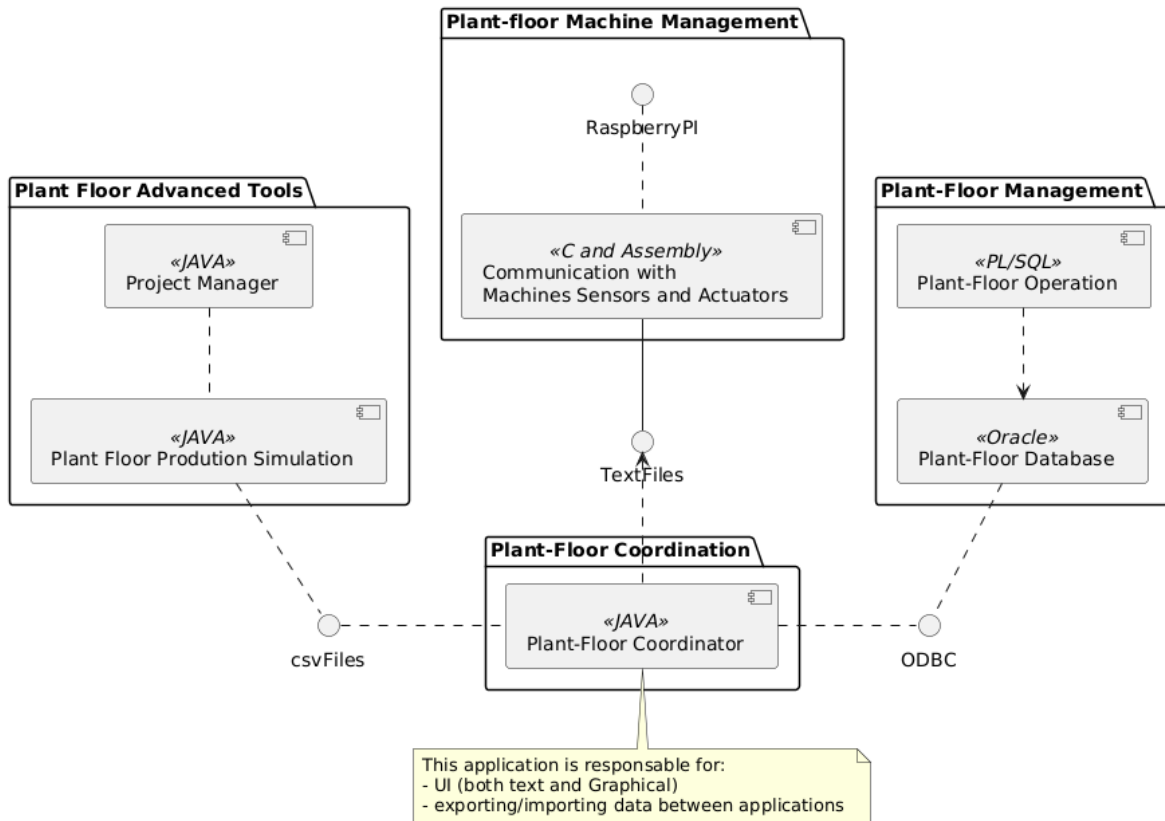 Plant-floor Machine Management
RaspberryPI
«C and Assembly»
Communication with
Machines Sensors and Actuators
Plant Floor Advanced Tools
«JAVA»
Project Manager
«JAVA»
Plant Floor Prodution Simulation
Plant-Floor Management
«PL/SQL»
Plant-Floor Operation
«Oracle»
Plant-Floor Database
TextFiles
Plant-Floor Coordination
«JAVA»
Plant-Floor Coordinator
csvFiles
ODBC
This application is responsable for:
- UI (both text and Graphical)
- exporting/importing data between applications